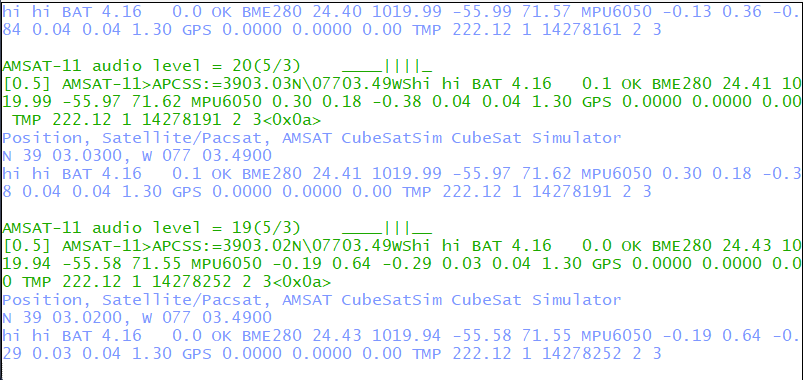 hi hi BAT 4.16   0.0 OK BME280 24.40 1019.99 -55.99 71.57 MPU6050 -0.13 0.36 -0.
84 0.04 0.04 1.30 GPS 0.0000 0.0000 0.00 TMP 222.12 1 14278161 2 3
AMSAT-11 audio level = 20(5/3)     ____||||_
[0.5] AMSAT-11>APCSS:=3903.03N\07703.49WShi hi BAT 4.16   0.1 OK BME280 24.41 10
19.99 -55.97 71.62 MPU6050 0.30 0.18 -0.38 0.04 0.04 1.30 GPS 0.0000 0.0000 0.00
 TMP 222.12 1 14278191 2 3<0x0a>
Position, Satellite/Pacsat, AMSAT CubeSatSim CubeSat Simulator
N 39 03.0300, W 077 03.4900
hi hi BAT 4.16   0.1 OK BME280 24.41 1019.99 -55.97 71.62 MPU6050 0.30 0.18 -0.3
8 0.04 0.04 1.30 GPS 0.0000 0.0000 0.00 TMP 222.12 1 14278191 2 3
AMSAT-11 audio level = 19(5/3)     ____|||__
[0.5] AMSAT-11>APCSS:=3903.02N\07703.49WShi hi BAT 4.16   0.0 OK BME280 24.43 10
19.94 -55.58 71.55 MPU6050 -0.19 0.64 -0.29 0.03 0.04 1.30 GPS 0.0000 0.0000 0.0
0 TMP 222.12 1 14278252 2 3<0x0a>
Position, Satellite/Pacsat, AMSAT CubeSatSim CubeSat Simulator
N 39 03.0200, W 077 03.4900
hi hi BAT 4.16   0.0 OK BME280 24.43 1019.94 -55.58 71.55 MPU6050 -0.19 0.64 -0.
29 0.03 0.04 1.30 GPS 0.0000 0.0000 0.00 TMP 222.12 1 14278252 2 3